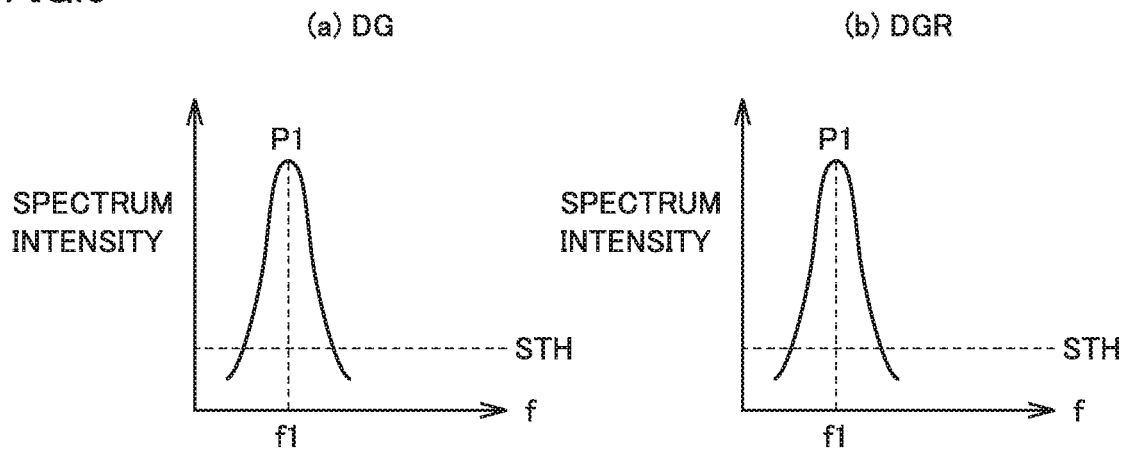 (a) DG
P1
SPECTRUM
INTENSITY
STH
f
f1
(b) DGR
P1
SPECTRUM
INTENSITY
STH
f
f1